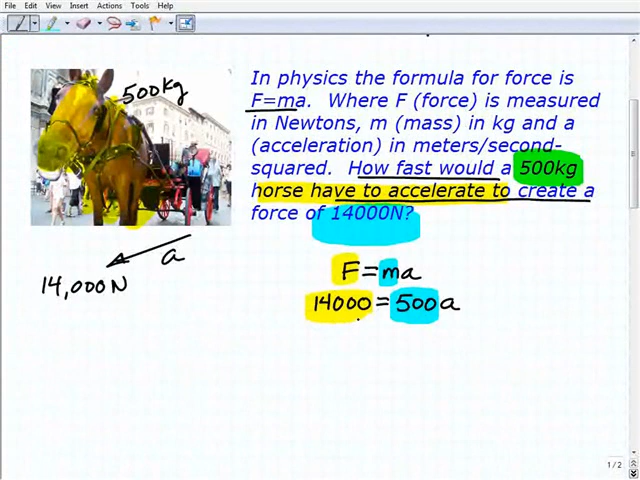 File Edit View Insert Actions Tools Help
500kg
In physics the formula for force is
F=ma. Where F (force) is measured
in Newtons, m (mass) in kg and a
(acceleration) in meters/second-
squared. How fast would a 500kg
horse have to accelerate to create a
force of 14000N?
a
14,000N
F=ma
14000=500a
1/2